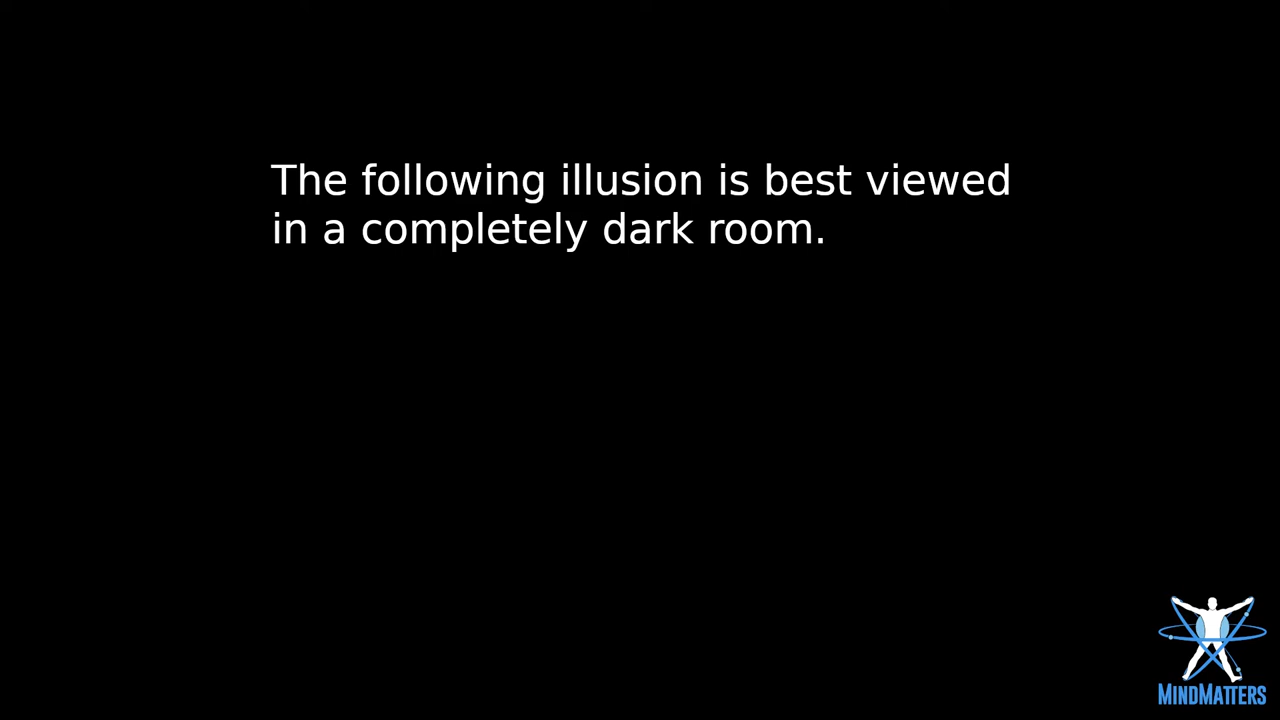 The following illusion is best viewed
in a completely dark room.
MINDMATTERS